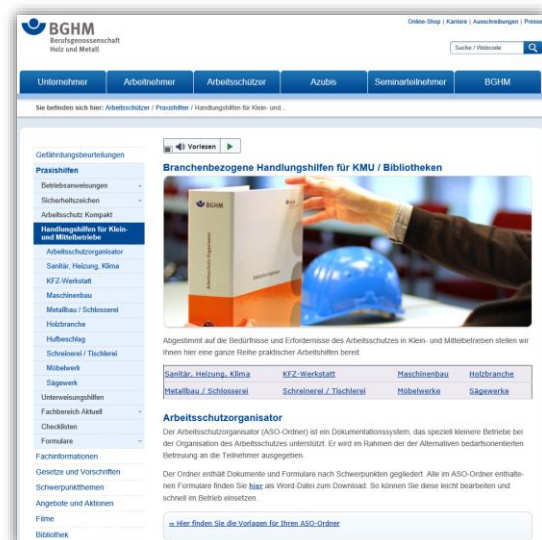 Online-Shop | Karriere | Ausschreibungen | Presse
BGHM
Berufsgenossenschaft
Holz und Metall
Suche / Webcode
Unternehmer
Arbeitnehmer
Arbeitsschützer
Azubis
Seminarteilnehmer
BGHM
Sie befinden sich hier: Arbeitsschützer / Praxishilfen / Handlungshilfen für Klein- und...
Vorlesen
Gefährdungsbeurteilungen
Praxishilfen
Betriebsanweisungen
Sicherheitszeichen
Arbeitsschutz Kompakt
Handlungshilfen für Klein-
und Mittelbetriebe
Arbeitsschutzorganisator
Sanitär, Heizung, Klima
KFZ-Werkstatt
Maschinenbau
Metallbau / Schlosserei
Holzbranche
Hufbeschlag
Schreinerei / Tischlerei
Möbelwerk
Sägewerk
Unterweisungshilfen
Fachbereich Aktuell
Checklisten
Formulare
Fachinformationen
Gesetze und Vorschriften
Schwerpunktthemen
Angebote und Aktionen
Filme
Bibliothek
Branchenbezogene Handlungshilfen für KMU / Bibliotheken
BGHM
Arbeitsschutz-Organisator
Abgestimmt auf die Bedürfnisse und Erfordernisse des Arbeitsschutzes in Klein- und Mittelbetrieben stellen wir
Ihnen hier eine ganze Reihe praktischer Arbeitshilfen bereit.
Sanitär, Heizung, Klima KFZ-Werkstatt Maschinenbau Holzbranche
Metallbau / Schlosserei Schreinerei / Tischlerei Möbelwerke Sägewerke
Arbeitsschutzorganisator
Der Arbeitsschutzorganisator (ASO-Ordner) ist ein Dokumentationssystem, das speziell kleinere Betriebe bei
der Organisation des Arbeitsschutzes unterstützt. Er wird im Rahmen der der Alternativen bedarfsorientierten
Betreuung an die Teilnehmer ausgegeben.
Der Ordner enthält Dokumente und Formulare nach Schwerpunkten gegliedert. Alle im ASO-Ordner enthalte-
nen Formulare finden Sie hier als Word-Datei zum Download. So können Sie diese leicht bearbeiten und
schnell im Betrieb einsetzen.
Hier finden Sie die Vorlagen für Ihren ASO-Ordner